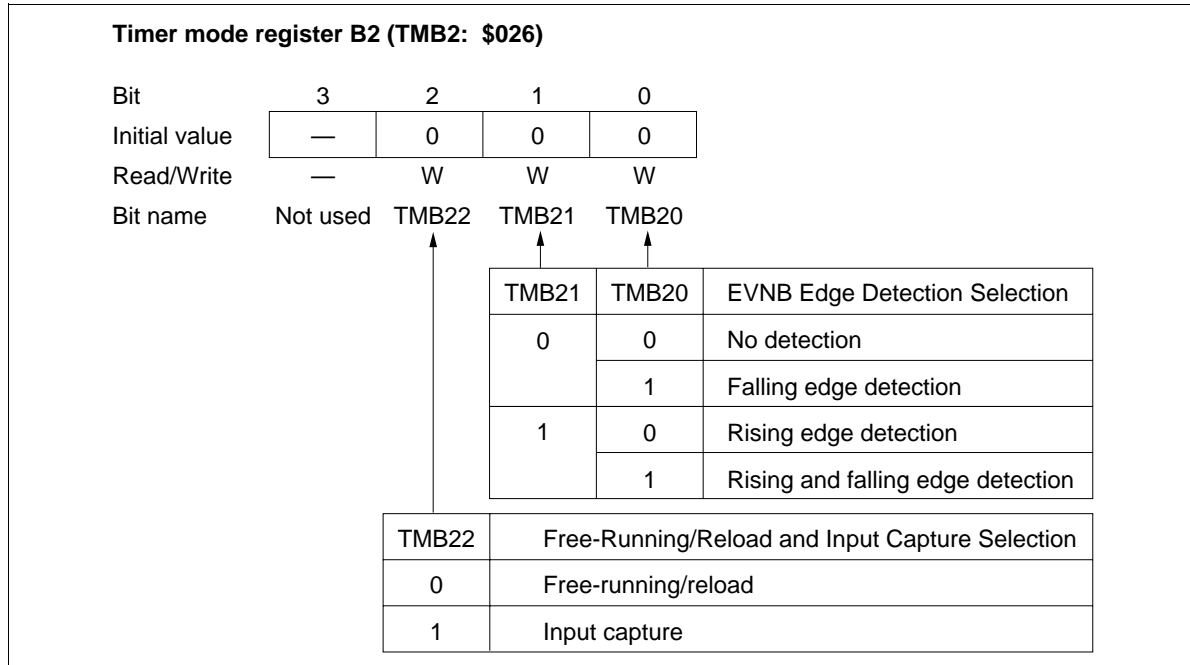 Timer mode register B2 (TMB2: $026)
Bit 3 2 1 0
Initial value — 0 0 0
Read/Write — W W W
Bit name Not used TMB22 TMB21 TMB20
TMB21 TMB20 EVNB Edge Detection Selection
0 0 No detection
1 Falling edge detection
1 0 Rising edge detection
1 Rising and falling edge detection
TMB22 Free-Running/Reload and Input Capture Selection
0 Free-running/reload
1 Input capture